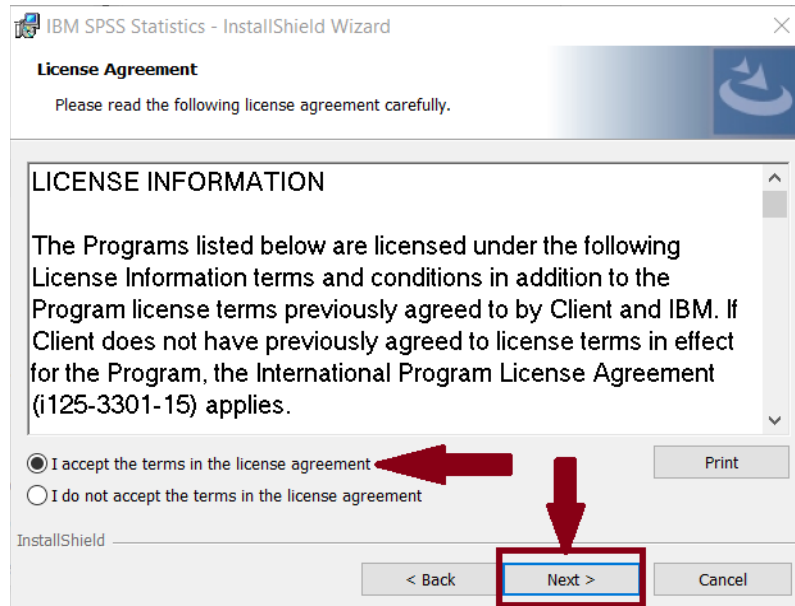 IBM SPSS Statistics - InstallShield Wizard
License Agreement
Please read the following license agreement carefully.
LICENSE INFORMATION
The Programs listed below are licensed under the following
License Information terms and conditions in addition to the
Program license terms previously agreed to by Client and IBM. If
Client does not have previously agreed to license terms in effect
for the Program, the International Program License Agreement
(i125-3301-15) applies.
I accept the terms in the license agreement
Print
I do not accept the terms in the license agreement
InstallShield
< Back
Next >
Cancel